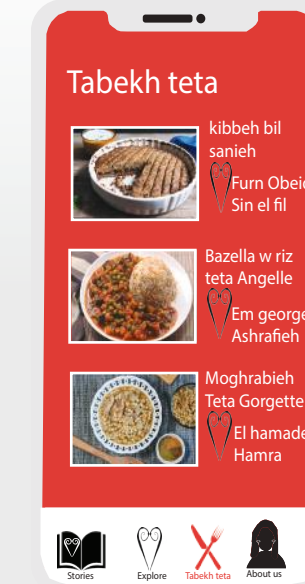 Tabekh teta
kibbeh bil
sanieh
Furn Obeid
Sin el fil
Bazella w riz
teta Angelle
Em george
Ashrafieh
Moghrabieh
Teta Gorgette
El hamade
Hamra
Stories
Explore
Tabekh teta
About us